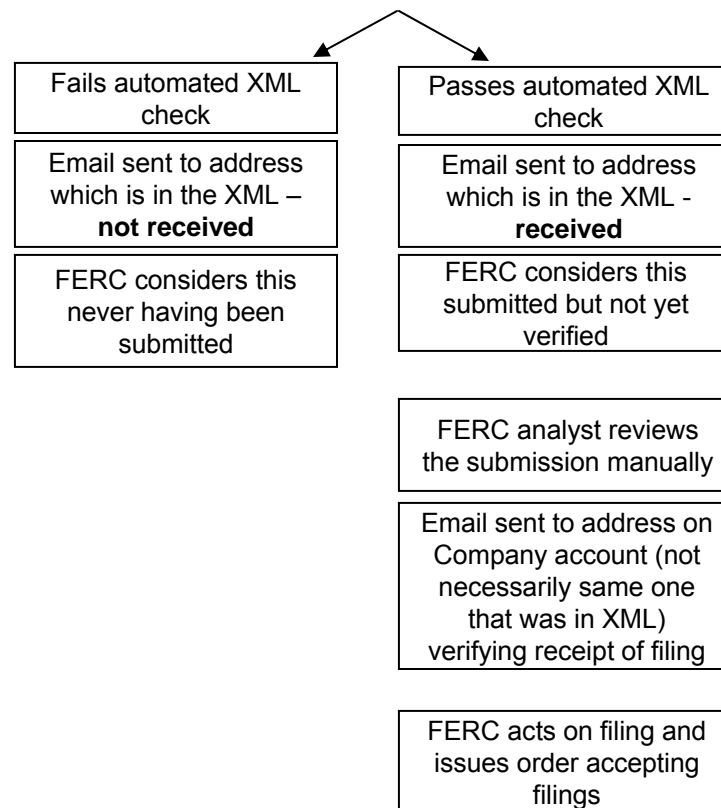 Fails automated XML
check
Email sent to address
which is in the XML –
not received
FERC considers this
never having been
submitted
Passes automated XML
check
Email sent to address
which is in the XML -
received
FERC considers this
submitted but not yet
verified
FERC analyst reviews
the submission manually
Email sent to address on
Company account (not
necessarily same one
that was in XML)
verifying receipt of filing
FERC acts on filing and
issues order accepting
filings